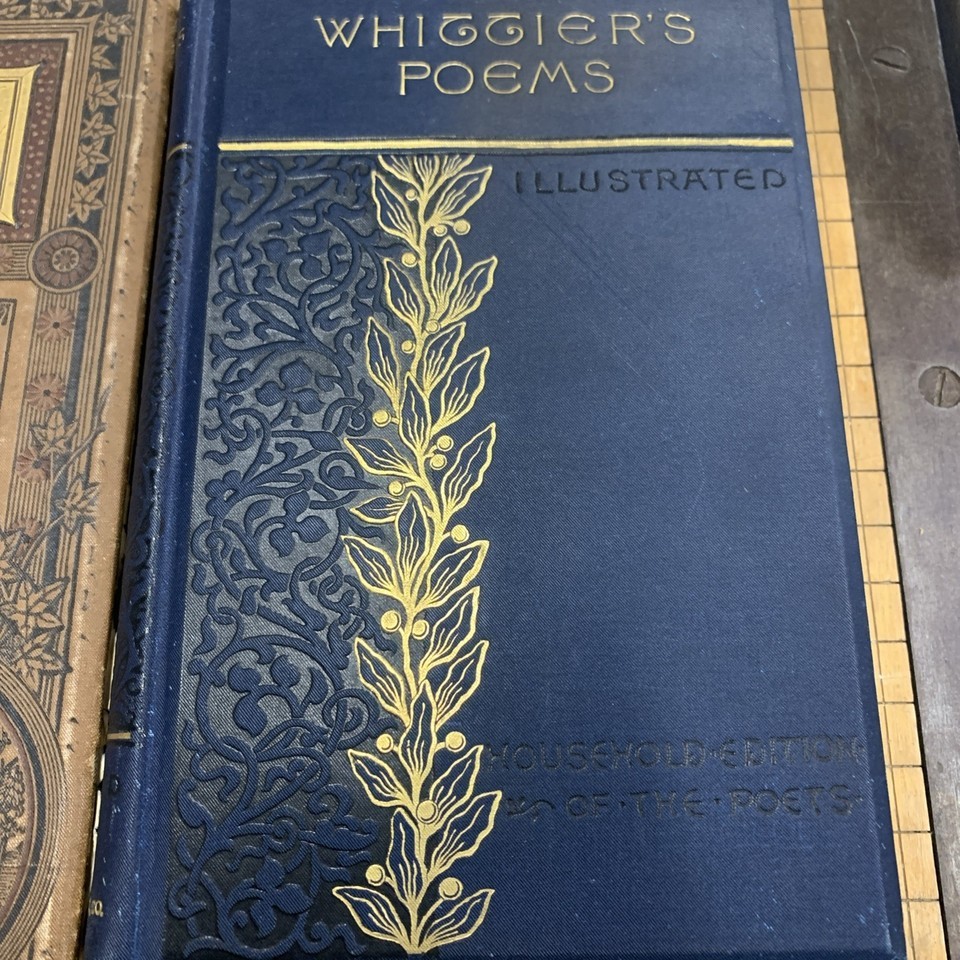 WHITTIER'S
POEMS
ILLUSTRATED
HOUSEHOLD·EDITION
OF·THE·POETS·